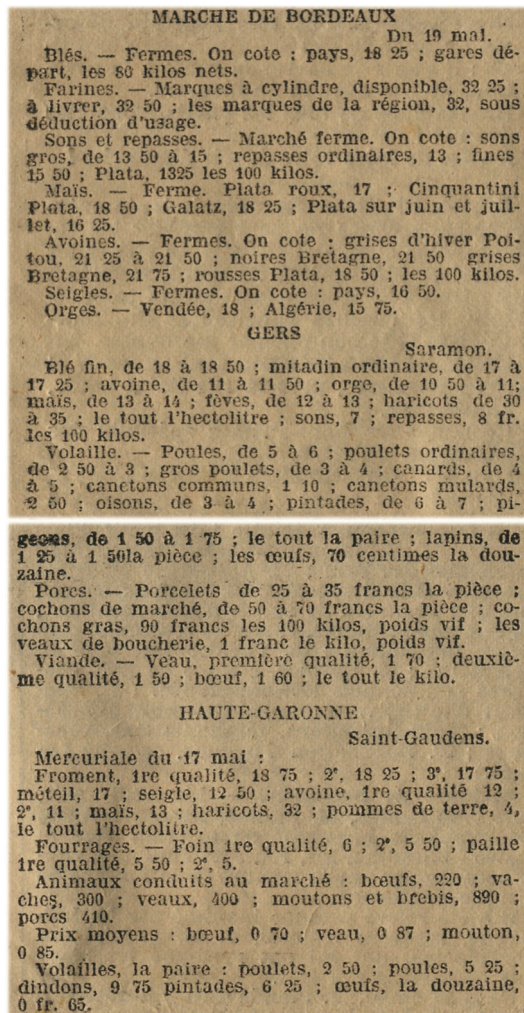 MARCHE DE BORDEAUX
Du 19 mai.
Blés. — Fermes. On cote : pays, 18 25 ; gares dé-
part, les 80 kilos nets.
Farines. — Marques à cylindre, disponible, 32 25 ;
à livrer, 32 50 ; les marques de la région, 32, sous
déduction d'usage.
Sons et repasses. — Marché ferme. On cote : sons
gros, de 13 50 à 15 ; repasses ordinaires, 13 ; fines
15 50 ; Plata, 1325 les 100 kilos.
Maïs. — Ferme. Plata roux, 17 ; Cinquantini
Plata, 18 50 ; Galatz, 18 25 ; Plata sur juin et juil-
let, 16 25.
Avoines. — Fermes. On cote : grises d'hiver Poi-
tou, 21 25 à 21 50 ; noires Bretagne, 21 50 grises
Bretagne, 21 75 ; rousses Plata, 18 50 ; les 100 kilos.
Seigles. — Fermes. On cote : pays, 16 50.
Orges. — Vendée, 18 ; Algérie, 15 75.
GERS
Saramon.
Blé fin, de 18 à 18 50 ; mitadin ordinaire, de 17 à
17 25 ; avoine, de 11 à 11 50 ; orge, de 10 50 à 11;
maïs, de 13 à 14 ; fèves, de 12 à 13 ; haricots de 30
à 35 ; le tout l'hectolitre ; sons, 7 ; repasses, 8 fr.
les 100 kilos.
Volaille. — Poules, de 5 à 6 ; poulets ordinaires,
de 2 50 à 3 ; gros poulets, de 3 à 4 ; canards, de 4
à 5 ; canetons communs, 1 10 ; canetons mulards,
2 50 ; oisons, de 3 à 4 ; pintades, de 6 à 7 ; pi-
geons, de 1 50 à 1 75 ; le tout la paire ; lapins, de
1 25 à 1 50la pièce ; les œufs, 70 centimes la dou-
zaine.
Porcs. — Porcelets de 25 à 35 francs la pièce ;
cochons de marché, de 50 à 70 francs la pièce ; co-
chons gras, 90 francs les 100 kilos, poids vif ; les
veaux de boucherie, 1 franc le kilo, poids vif.
Viande. — Veau, première qualité, 1 70 ; deuxiè-
me qualité, 1 50 ; bœuf, 1 60 ; le tout le kilo.
HAUTE-GARONNE
Saint-Gaudens.
Mercuriale du 17 mai :
Froment, 1re qualité, 18 75 ; 2e, 18 25 ; 3e, 17 75 ;
méteil, 17 ; seigle, 12 50 ; avoine, 1re qualité 12 ;
2e, 11 ; maïs, 13 ; haricots, 32 ; pommes de terre, 4,
le tout l'hectolitre.
Fourrages. — Foin 1re qualité, 6 ; 2e, 5 50 ; paille
1re qualité, 5 50 ; 2e, 5.
Animaux conduits au marché : bœufs, 220 ; va-
ches, 300 ; veaux, 400 ; moutons et brebis, 890 ;
porcs 410.
Prix moyens : bœuf, 0 70 ; veau, 0 87 ; mouton,
0 85.
Volailles, la paire : poulets, 2 50 ; poules, 5 25 ;
dindons, 9 75 pintades, 6 25 ; œufs, la douzaine,
0 fr. 65.